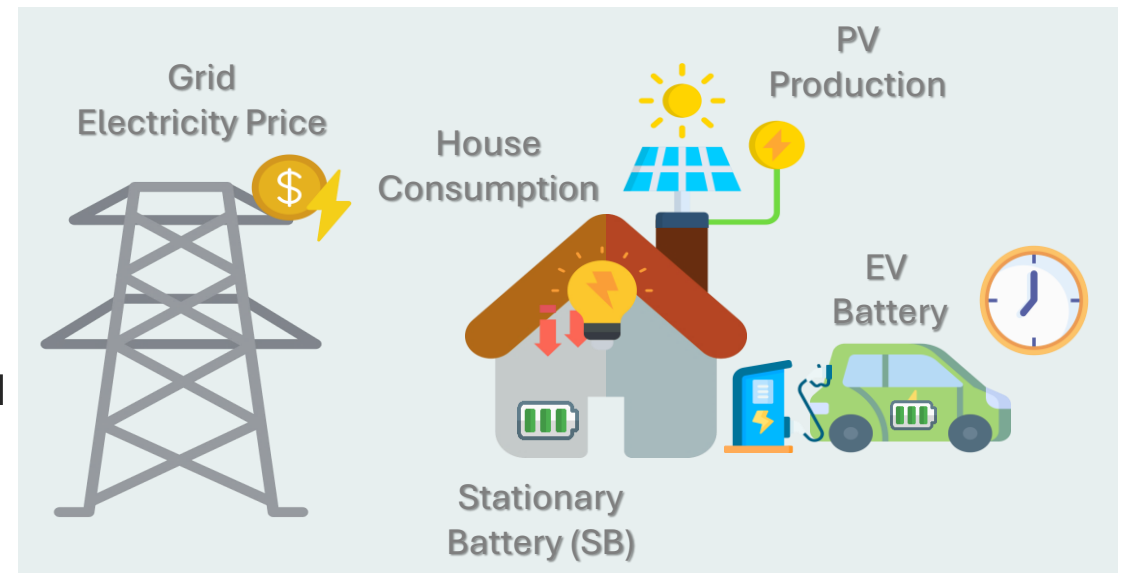 Grid
Electricity Price
$
House
Consumption
PV
Production
EV
Battery
Stationary
Battery (SB)